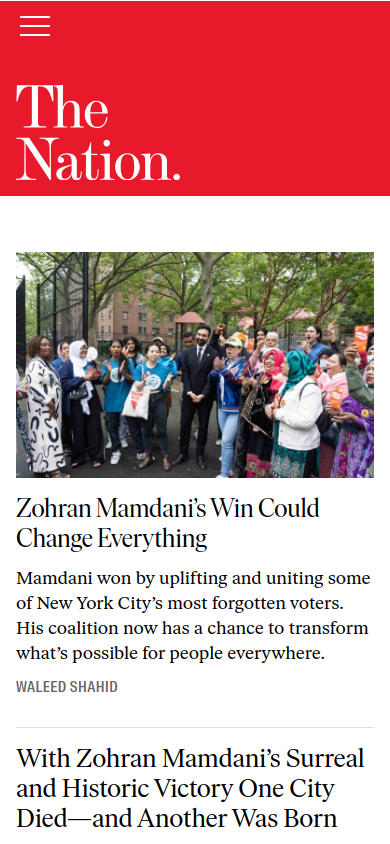 The
Nation.
Zohran Mamdani’s Win Could
Change Everything
Mamdani won by uplifting and uniting some
of New York City’s most forgotten voters.
His coalition now has a chance to transform
what’s possible for people everywhere.
WALEED SHAHID
With Zohran Mamdani’s Surreal
and Historic Victory One City
Died—and Another Was Born